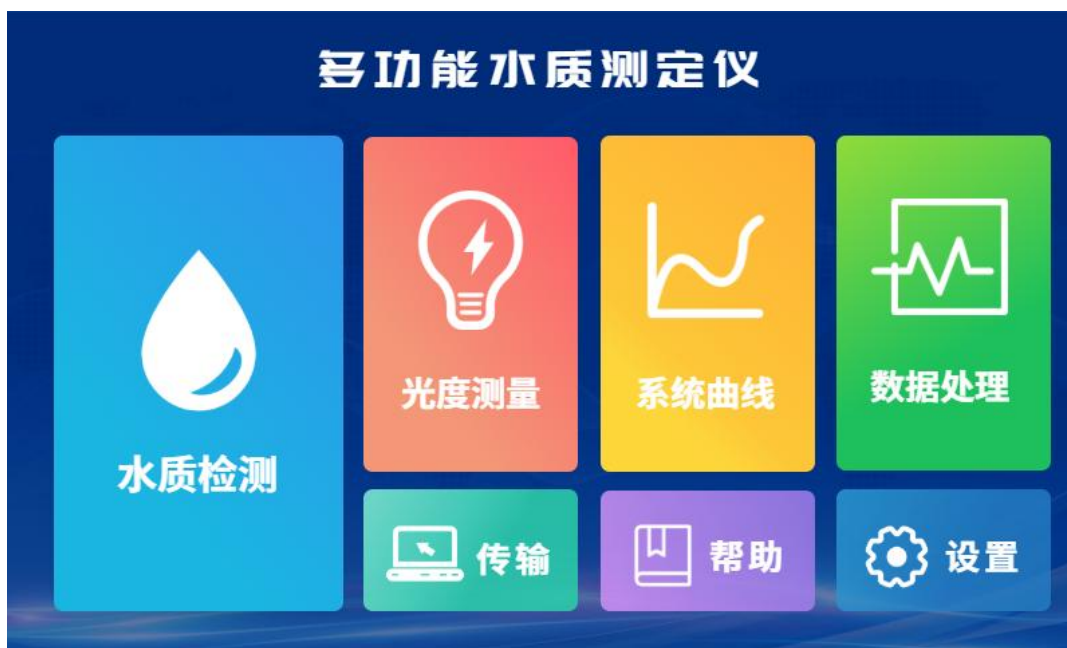 多功能水质测定仪
水质检测
光度测量
系统曲线
数据处理
传输
帮助
设置